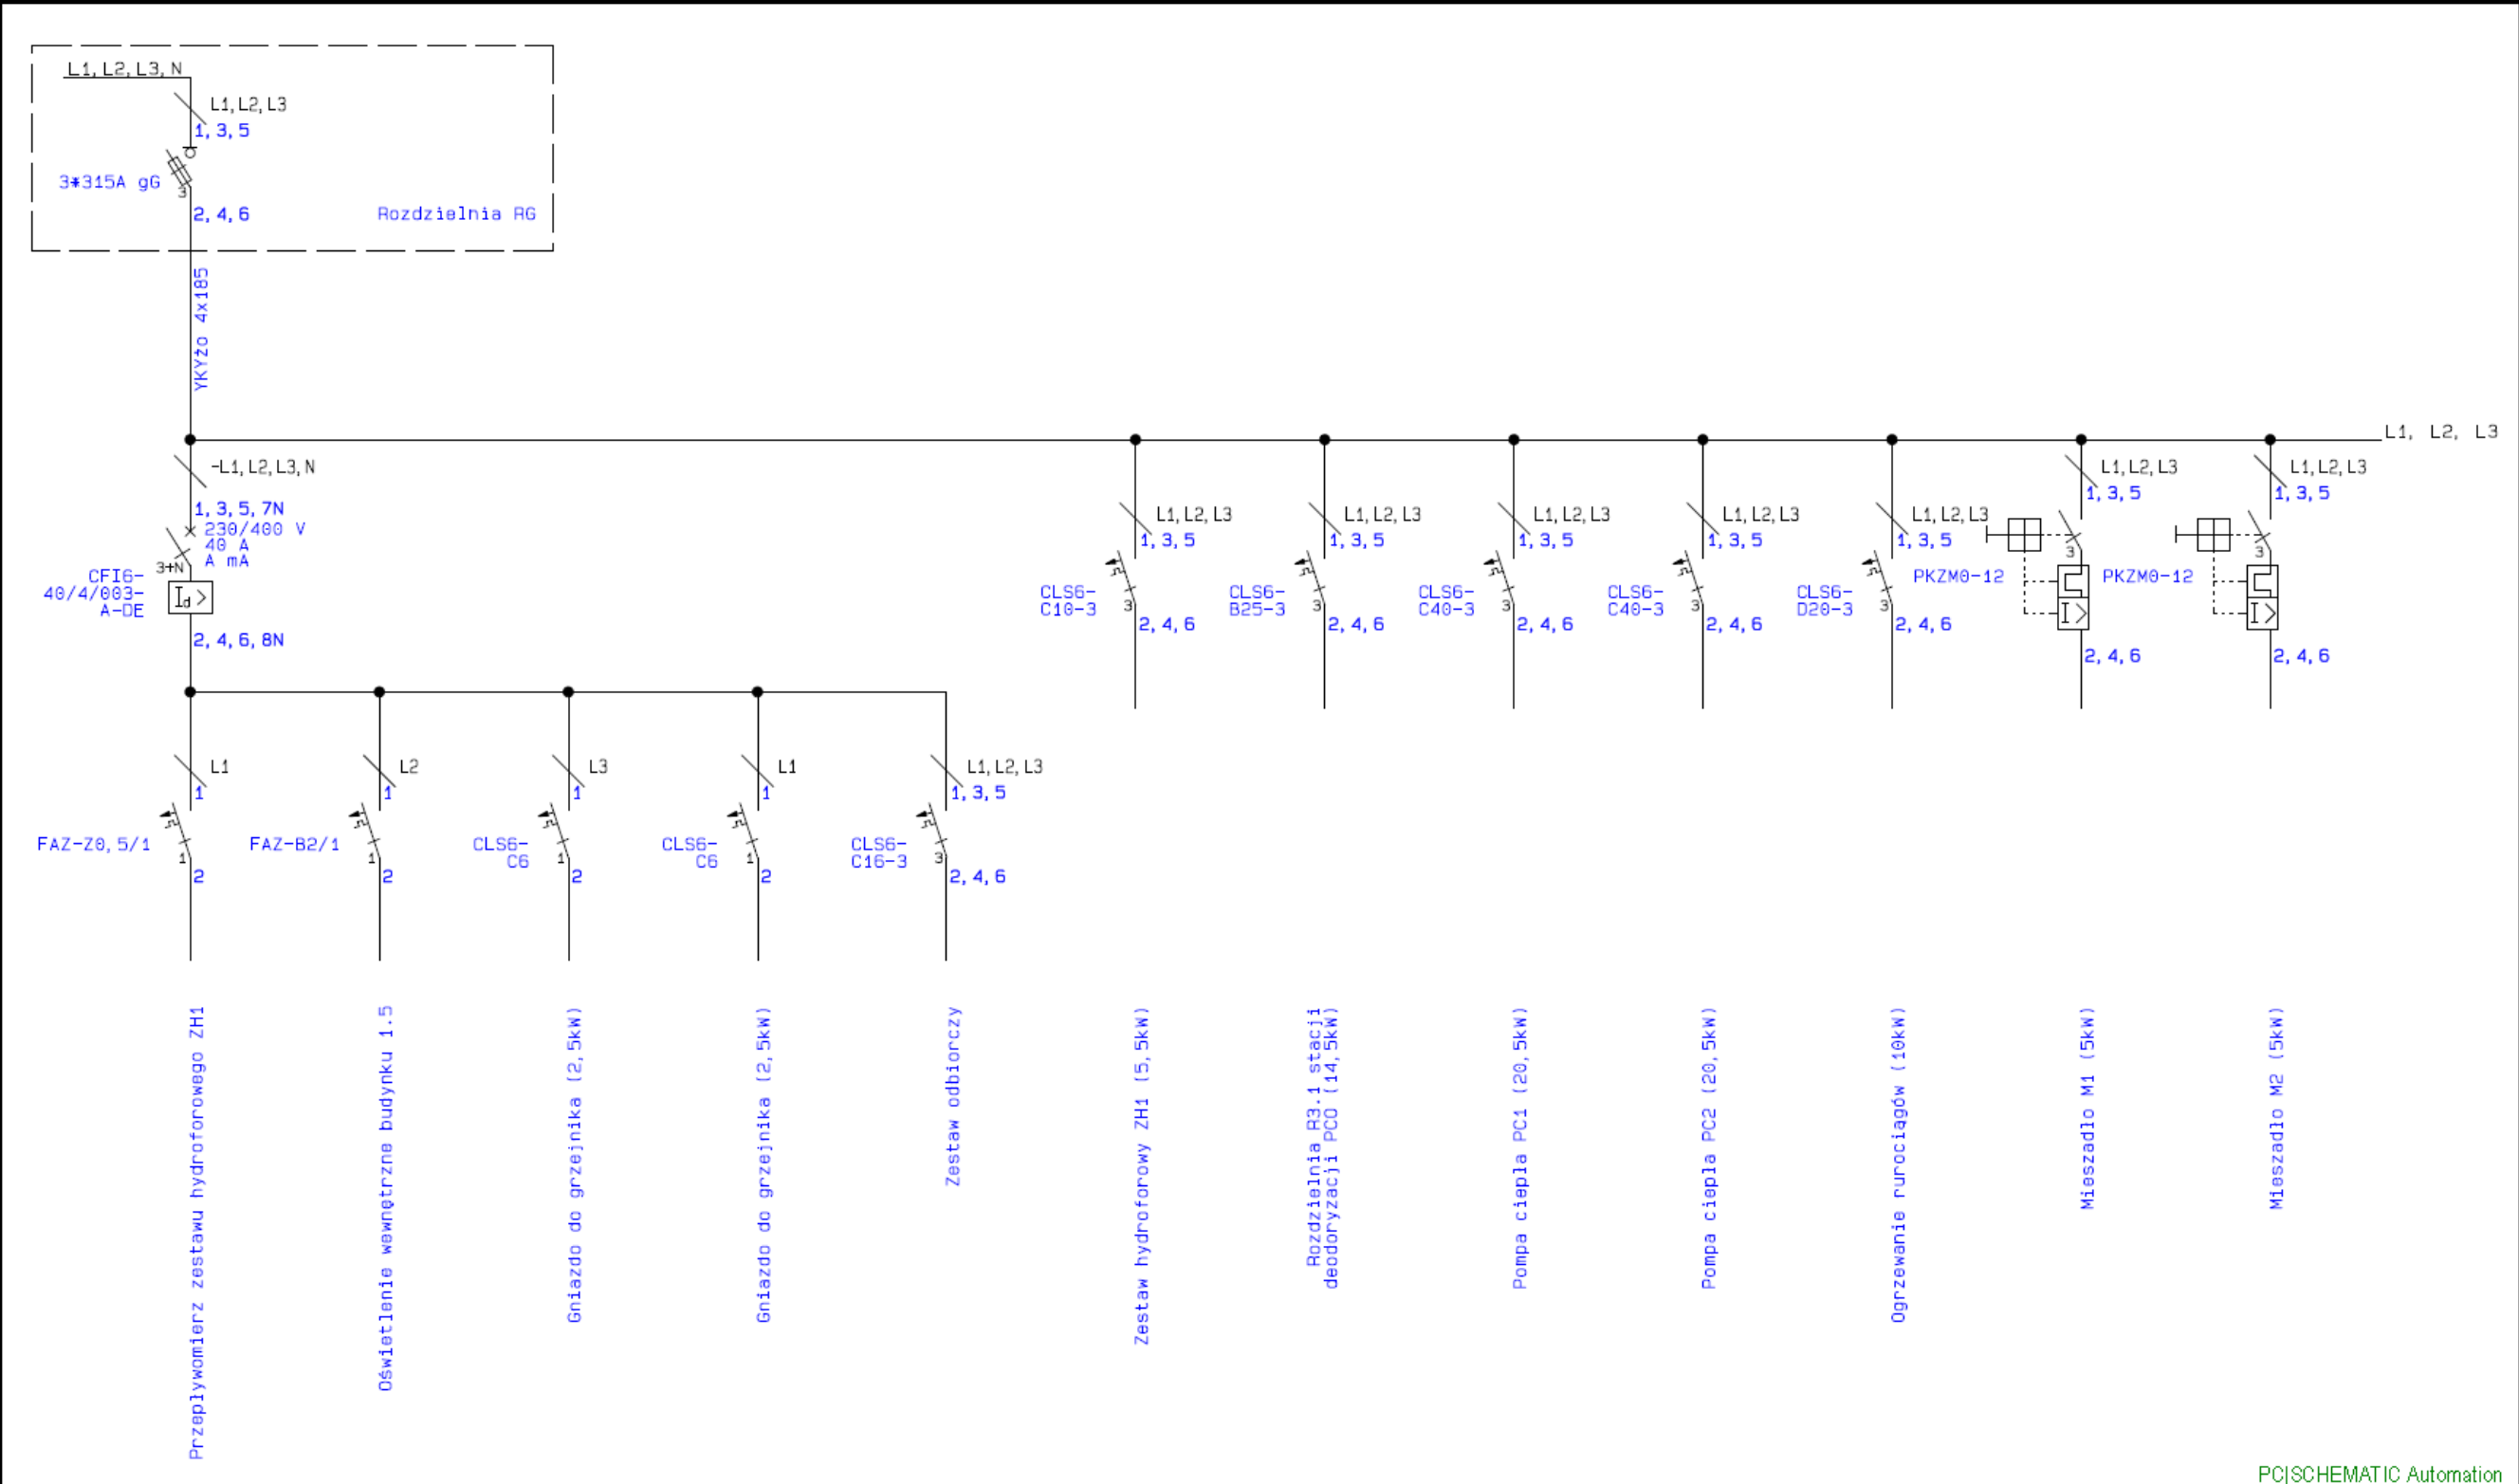 L1, L2, L3, N
L1, L2, L3
1, 3, 5
3*315A gG
3
2, 4, 6
Rozdzielnia RG
YKYżo 4x185
L1, L2, L3
-L1, L2, L3, N
1, 3, 5, 7N
230/400 V
40 A
A mA
3+N
CFI6-
40/4/003-
A-DE
Id >
2, 4, 6, 8N
L1, L2, L3
1, 3, 5
CLS6-
C10-3
3
2, 4, 6
L1, L2, L3
1, 3, 5
CLS6-
B25-3
3
2, 4, 6
L1, L2, L3
1, 3, 5
CLS6-
C40-3
3
2, 4, 6
L1, L2, L3
1, 3, 5
CLS6-
C40-3
3
2, 4, 6
L1, L2, L3
1, 3, 5
CLS6-
D20-3
3
2, 4, 6
L1, L2, L3
1, 3, 5
3
PKZM0-12
I >
2, 4, 6
L1, L2, L3
1, 3, 5
3
PKZM0-12
I >
2, 4, 6
L1
1
FAZ-Z0,5/1
1
2
L2
1
FAZ-B2/1
1
2
L3
1
CLS6-
C6
1
2
L1
1
CLS6-
C6
1
2
L1, L2, L3
1, 3, 5
CLS6-
C16-3
3
2, 4, 6
Przepływomierz zestawu hydroforowego ZH1
Oświetlenie wewnętrzne budynku 1.5
Gniazdo do grzejnika (2,5kW)
Gniazdo do grzejnika (2,5kW)
Zestaw odbiorczy
Zestaw hydroforowy ZH1 (5,5kW)
Rozdzielnia R3.1 stacji
deodoryzacji PCO (14,5kW)
Pompa ciepła PC1 (20,5kW)
Pompa ciepła PC2 (20,5kW)
Ogrzewanie rurociągów (10kW)
Mieszadło M1 (5kW)
Mieszadło M2 (5kW)
PC|SCHEMATIC Automation